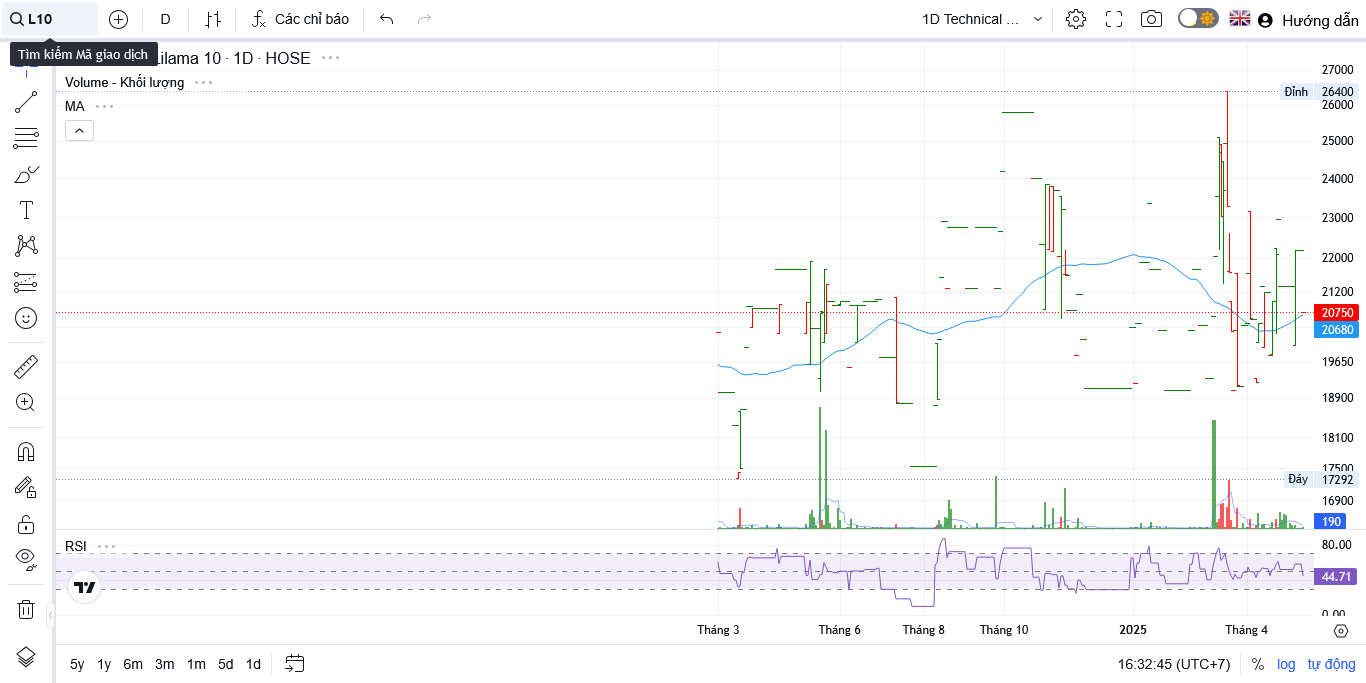 L10
D
Các chỉ báo
1D Technical ...
Hướng dẫn
Tìm kiếm Mã giao dịch
Lilama 10 · 1D · HOSE
Volume - Khối lượng
MA
27000
Đỉnh 26400
26000
25000
24000
23000
22000
21200
20750
20680
19650
18900
18100
17500
Đáy 17292
16900
190
RSI
80.00
44.71
0.00
Tháng 3 Tháng 6 Tháng 8 Tháng 10 2025 Tháng 4
5y 1y 6m 3m 1m 5d 1d
16:32:45 (UTC+7) % log tự động